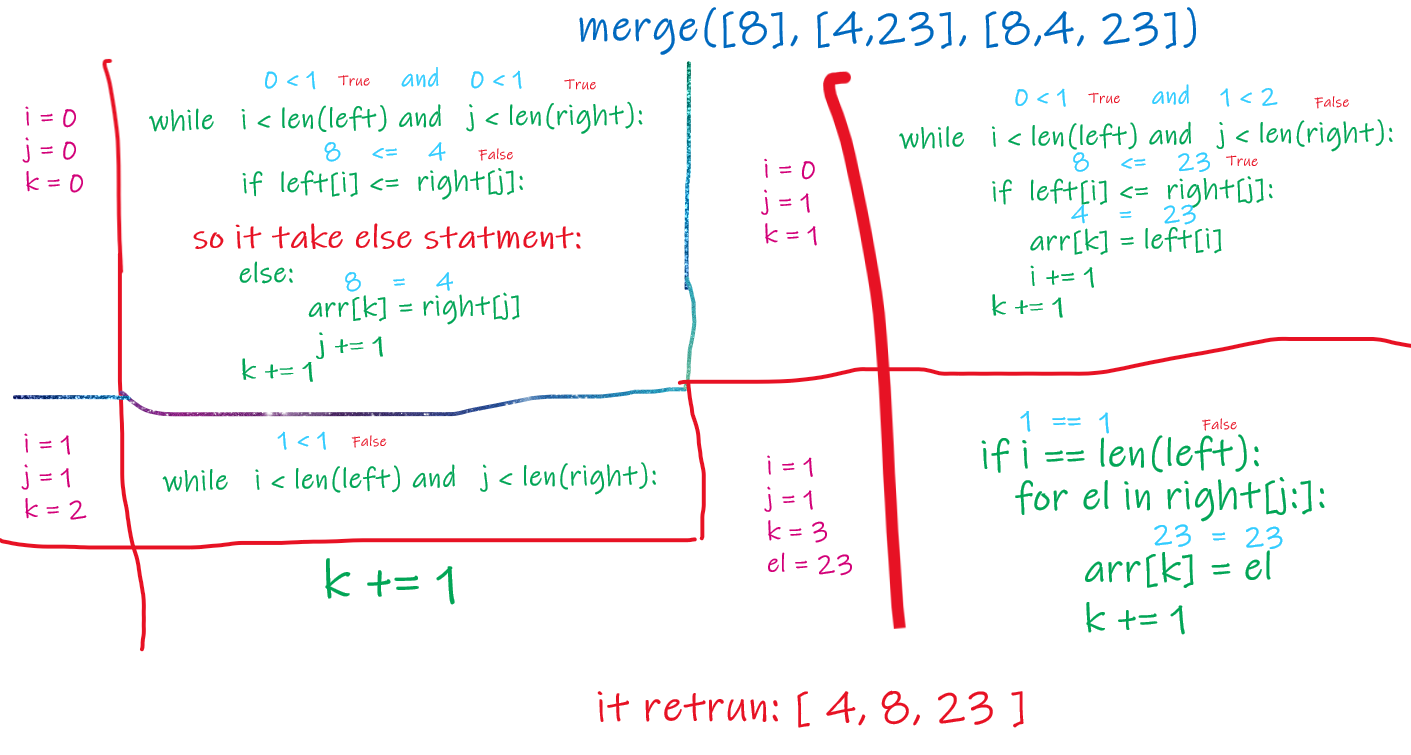 merge([8], [4,23], [8,4, 23])
i = 0
j = 0
k = 0
0 < 1 True and 0 < 1 True
while i < len(left) and j < len(right):
8 <= 4 False
if left[i] <= right[j]:
so it take else statment:
else:
8 = 4
arr[k] = right[j]
j += 1
k += 1
i = 0
j = 1
k = 1
0 < 1 True and 1 < 2 False
while i < len(left) and j < len(right):
8 <= 23 True
if left[i] <= right[j]:
4 = 23
arr[k] = left[i]
i += 1
k += 1
i = 1
j = 1
k = 2
1 < 1 False
while i < len(left) and j < len(right):
k += 1
i = 1
j = 1
k = 3
el = 23
1 == 1 False
if i == len(left):
for el in right[j:]:
23 = 23
arr[k] = el
k += 1
it retrun: [ 4, 8, 23 ]